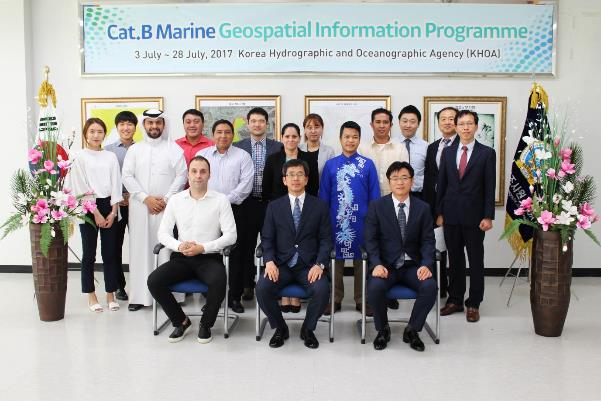 Cat.B Marine Geospatial Information Programme
3 July ~ 28 July, 2017 Korea Hydrographic and Oceanographic Agency (KHOA)